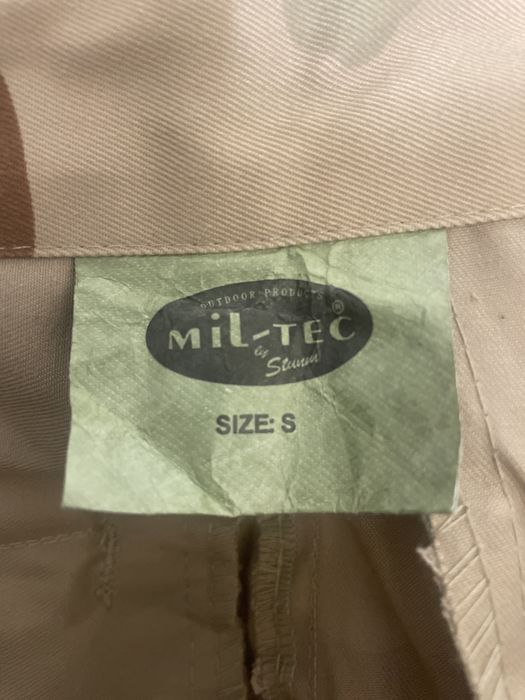 OUTDOOR PRODUCTS
MiL-TEC ®
by Sturm
SIZE: S